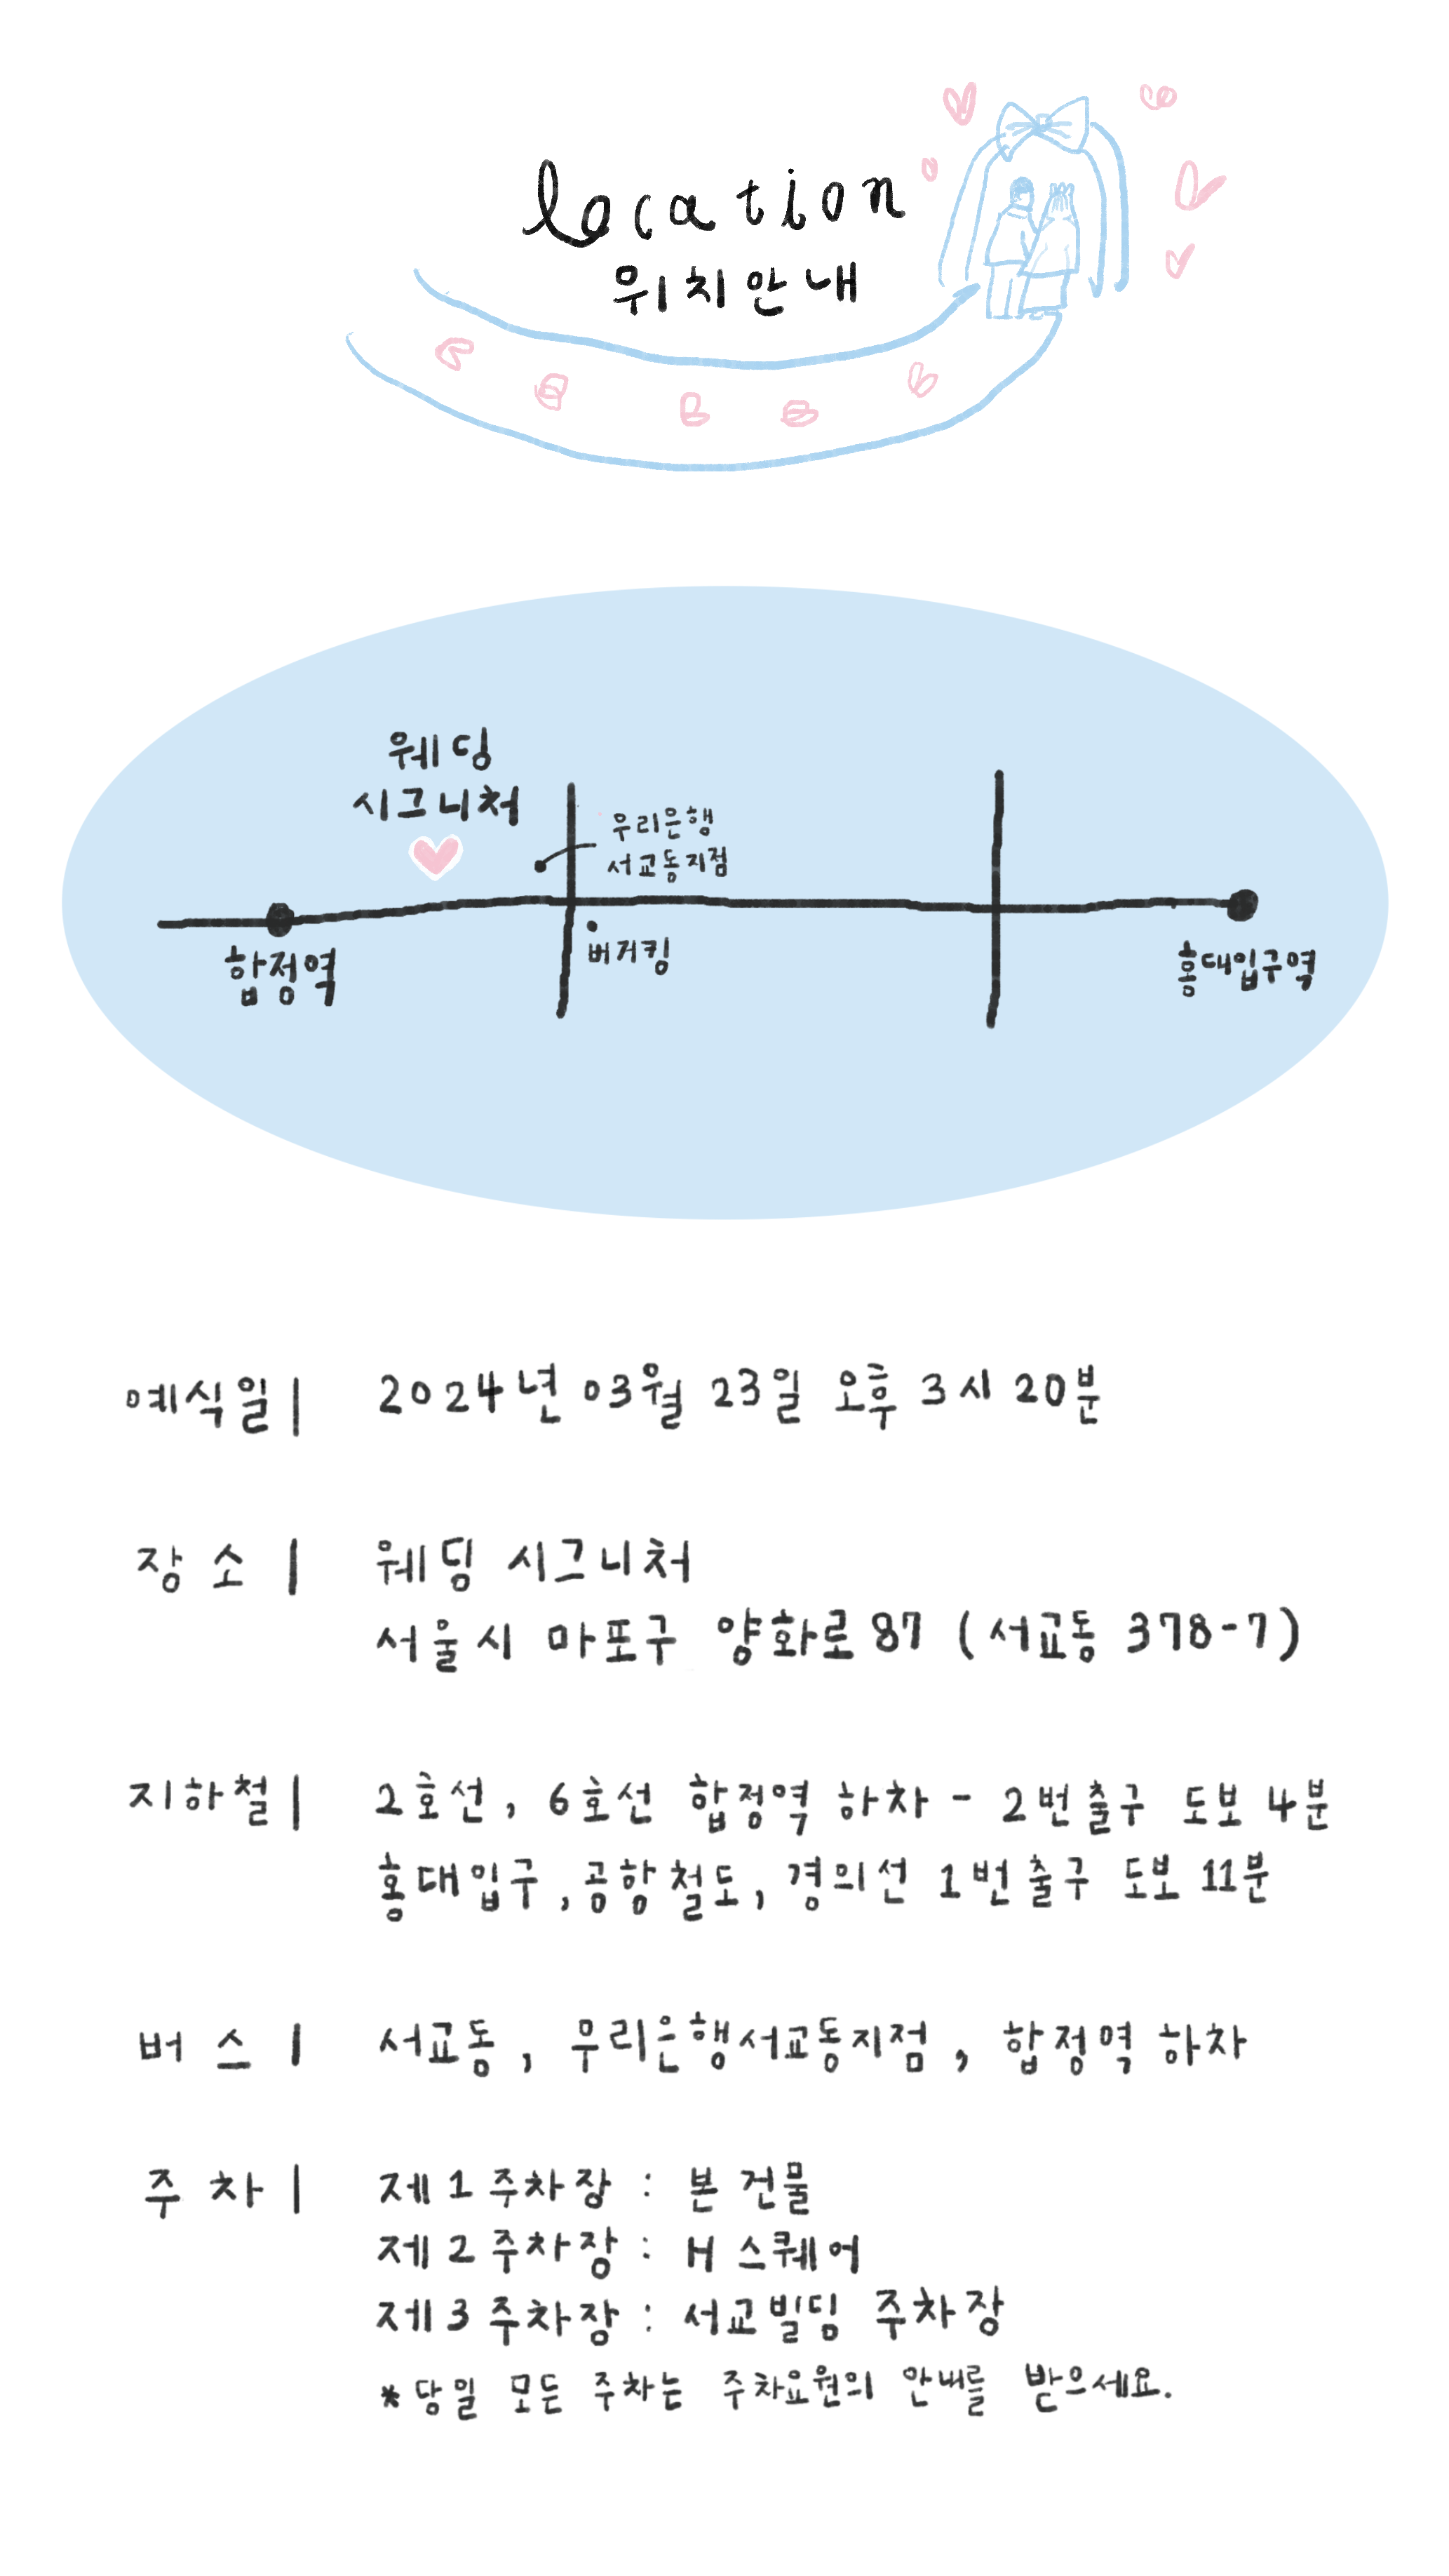 location
위치안내
웨딩
시그니처
우리은행
서교동지점
합정역
버거킹
홍대입구역
예식일 | 2024년 03월 23일 오후 3시 20분
장소 | 웨딩 시그니처
서울시 마포구 양화로 87 (서교동 378-7)
지하철 | 2호선, 6호선 합정역 하차 - 2번출구 도보 4분
홍대입구, 공항철도, 경의선 1번출구 도보 11분
버스 | 서교동, 우리은행서교동지점, 합정역 하차
주차 | 제1주차장 : 본 건물
제2주차장 : H스퀘어
제3주차장 : 서교빌딩 주차장
*당일 모든 주차는 주차요원의 안내를 받으세요.